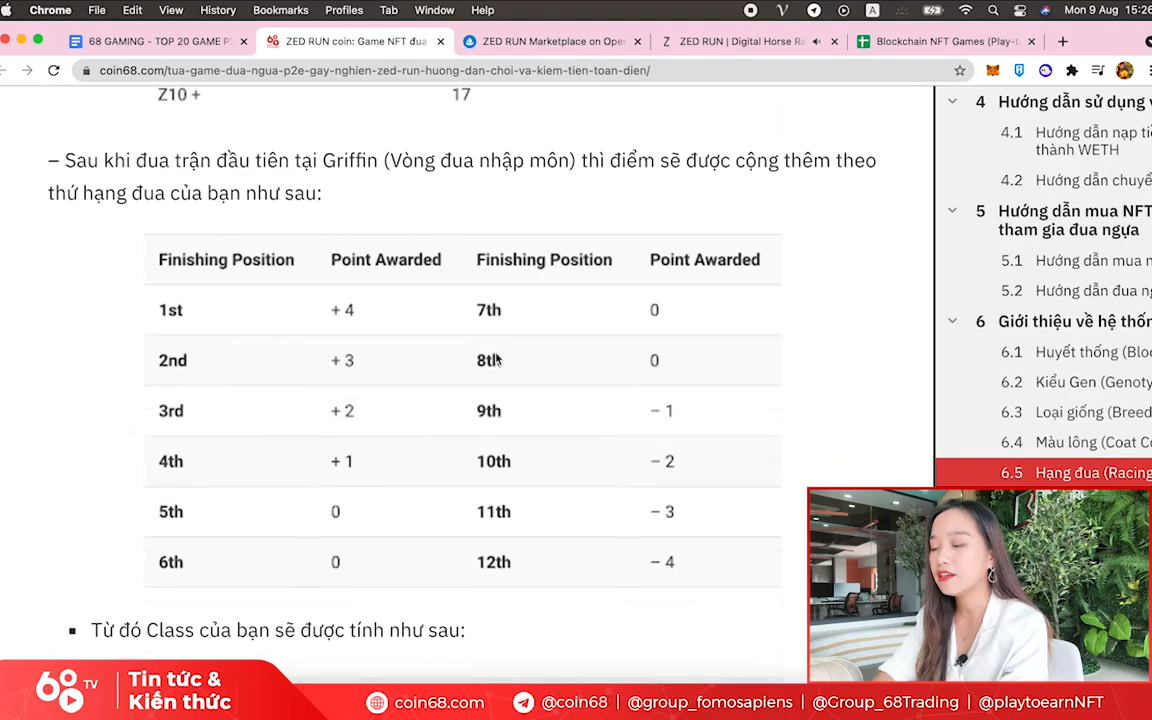 Chrome File Edit View History Bookmarks Profiles Tab Window Help A Mon 9 Aug 15:26
68 GAMING - TOP 20 GAME P ZED RUN coin: Game NFT đua ZED RUN Marketplace on Ope ZED RUN | Digital Horse Ra Blockchain NFT Games (Play-t
coin68.com/tua-game-dua-ngua-p2e-gay-nghien-zed-run-huong-dan-choi-va-kiem-tien-toan-dien/
Z10 + 17
– Sau khi đua trận đầu tiên tại Griffin (Vòng đua nhập môn) thì điểm sẽ được cộng thêm theo
thứ hạng đua của bạn như sau:
Finishing Position Point Awarded Finishing Position Point Awarded
1st + 4 7th 0
2nd + 3 8th 0
3rd + 2 9th – 1
4th + 1 10th – 2
5th 0 11th – 3
6th 0 12th – 4
▪ Từ đó Class của bạn sẽ được tính như sau:
4 Hướng dẫn sử dụng
4.1 Hướng dẫn nạp
thành WETH
4.2 Hướng dẫn chuyể
5 Hướng dẫn mua NFT
tham gia đua ngựa
5.1 Hướng dẫn mua
5.2 Hướng dẫn đua
6 Giới thiệu về hệ thốn
6.1 Huyết thống (Blo
6.2 Kiểu Gen (Genoty
6.3 Loại giống (Breed
6.4 Màu lông (Coat Co
6.5 Hạng đua (Racing
68 TV Tin tức &
Kiến thức
coin68.com @coin68 | @group_fomosapiens | @Group_68Trading | @playtoearnNFT